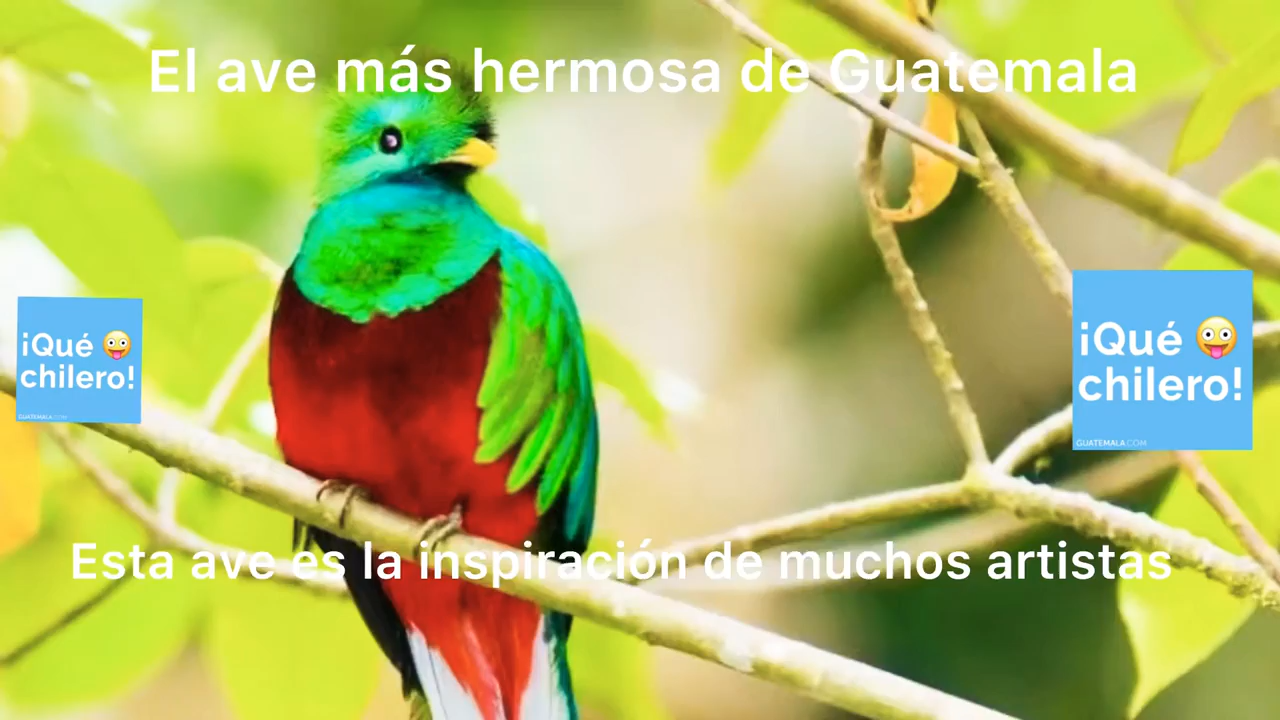 El ave más hermosa de Guatemala
¡Qué 😜
chilero!
GUATEMALA.COM
¡Qué 😜
chilero!
GUATEMALA.COM
Esta ave es la inspiración de muchos artistas